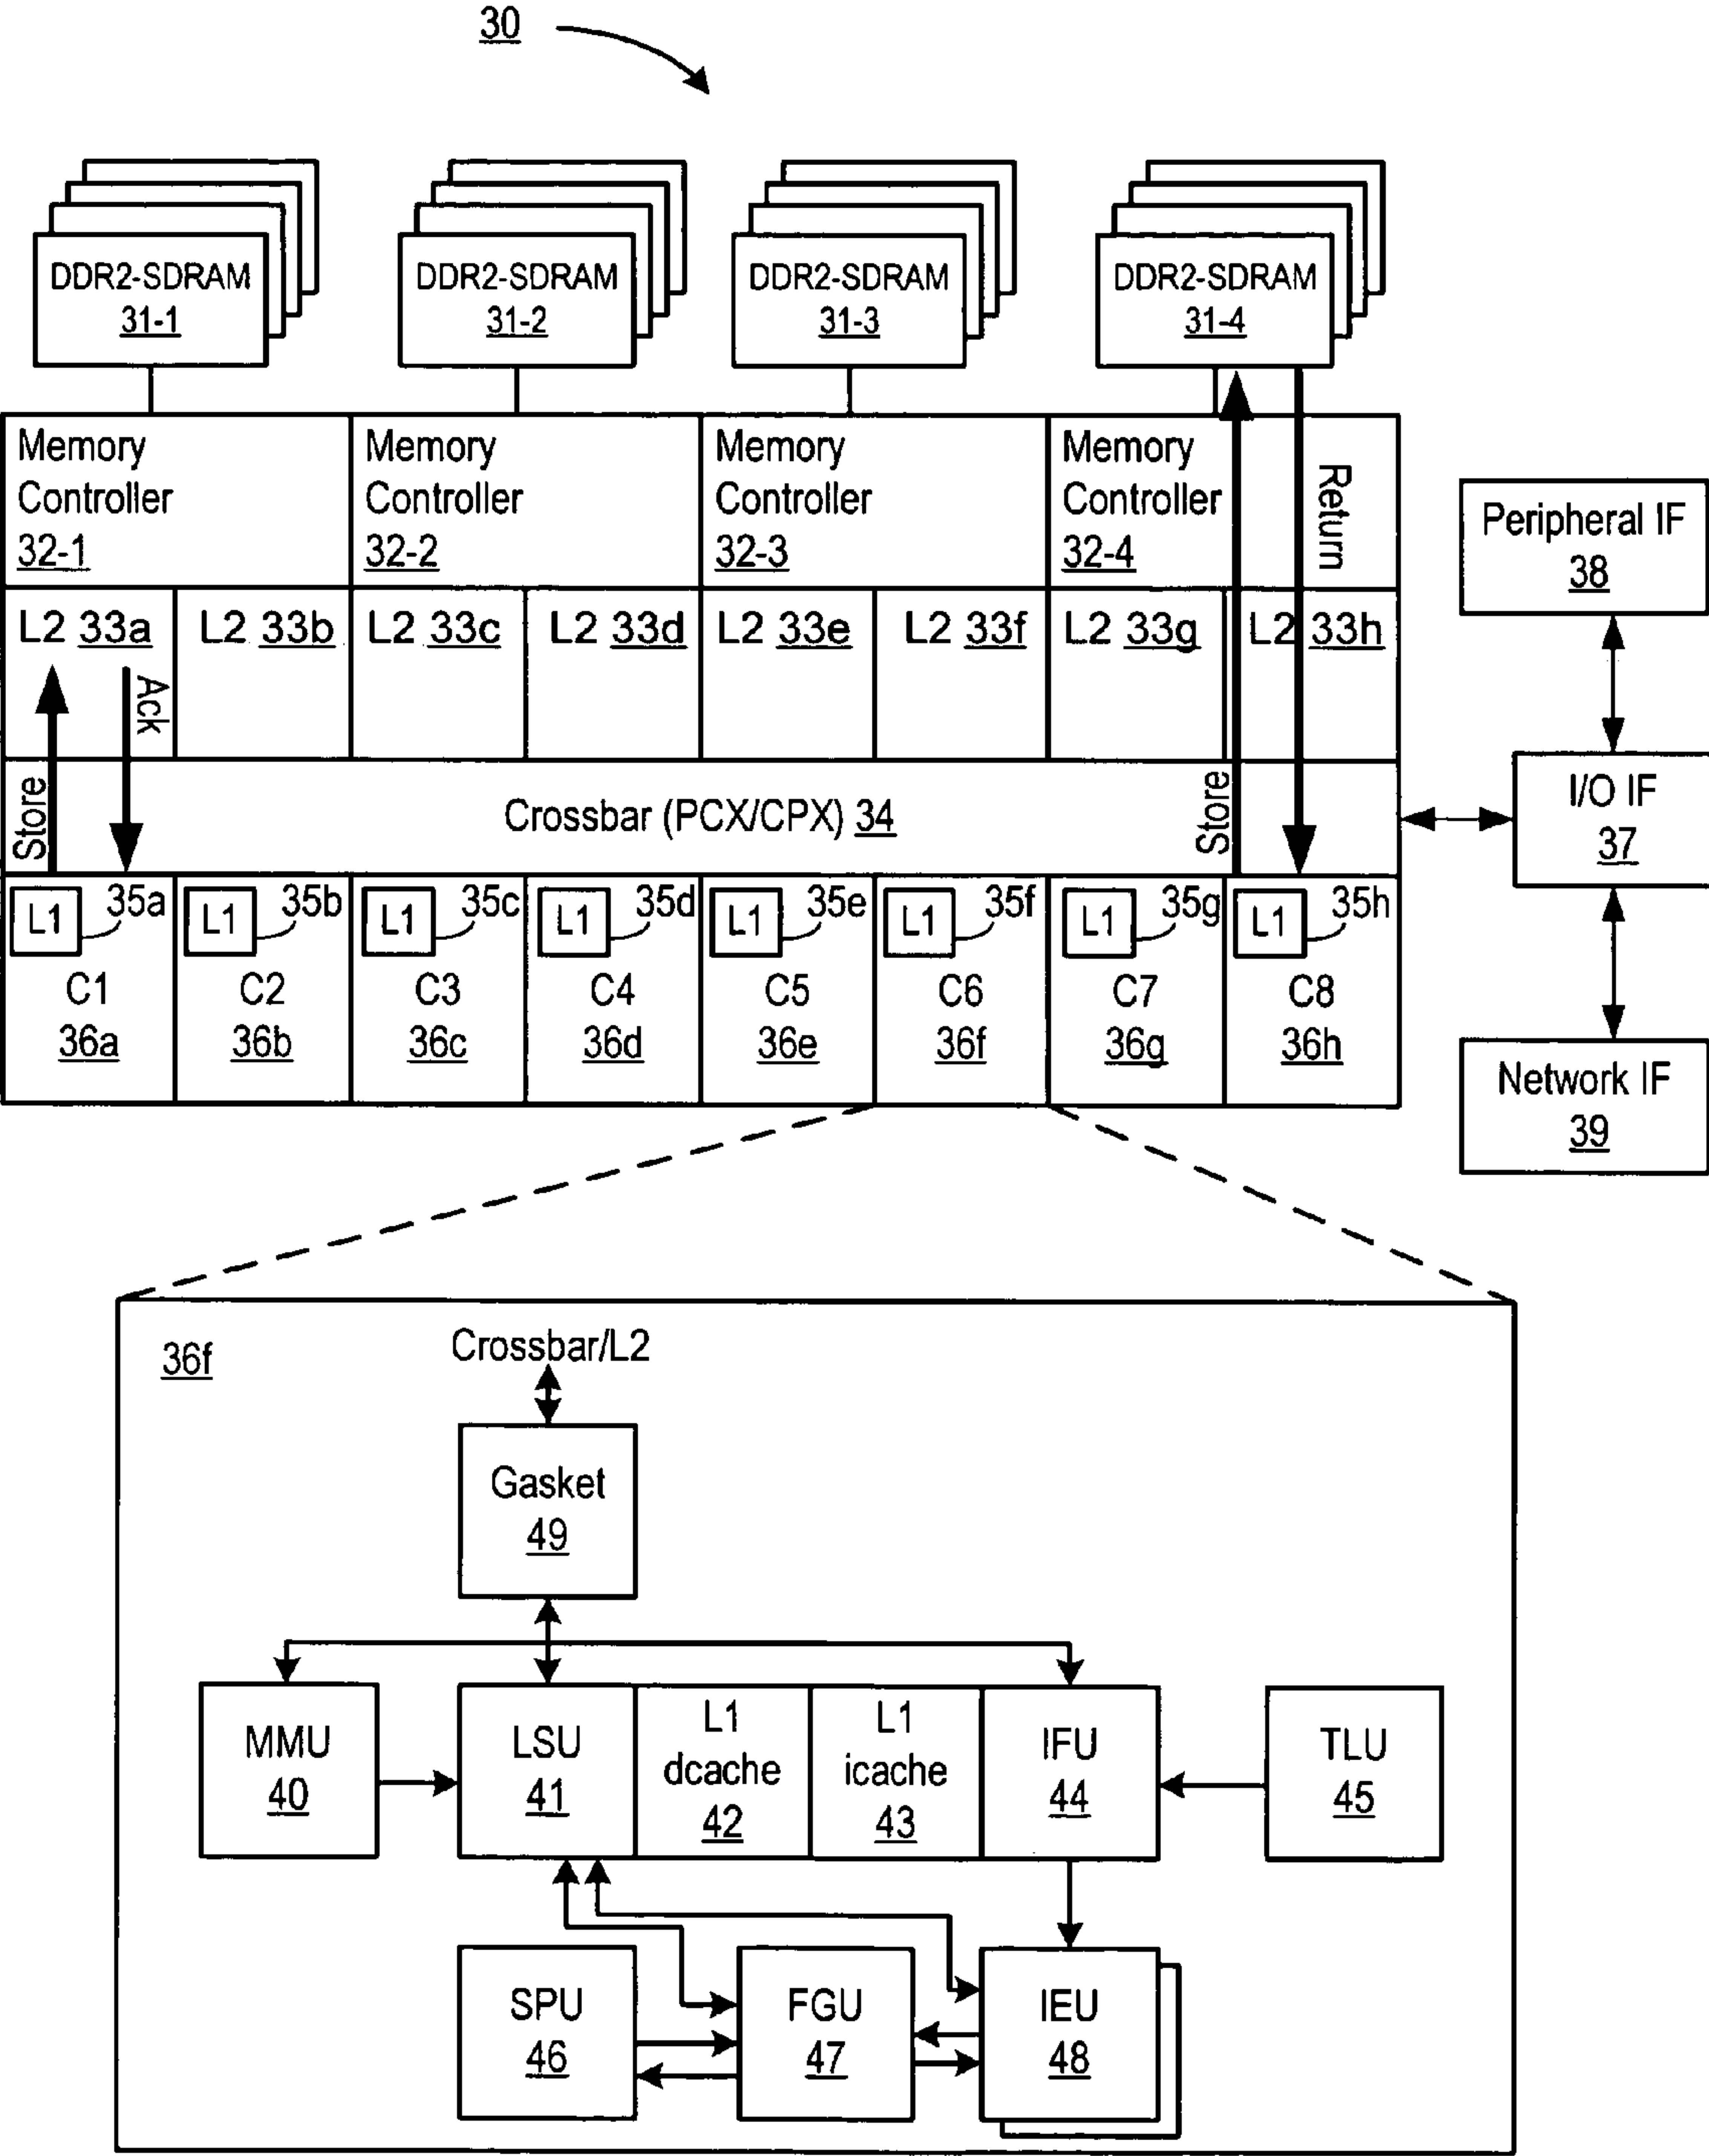 30
DDR2-SDRAM
31-1
DDR2-SDRAM
31-2
DDR2-SDRAM
31-3
DDR2-SDRAM
31-4
Memory
Controller
32-1
Memory
Controller
32-2
Memory
Controller
32-3
Memory
Controller
32-4
Return
Peripheral IF
38
L2 33a
L2 33b
L2 33c
L2 33d
L2 33e
L2 33f
L2 33g
L2 33h
Ack
Store
Crossbar (PCX/CPX) 34
Store
I/O IF
37
L1 35a
L1 35b
L1 35c
L1 35d
L1 35e
L1 35f
L1 35g
L1 35h
C1
36a
C2
36b
C3
36c
C4
36d
C5
36e
C6
36f
C7
36g
C8
36h
Network IF
39
36f
Crossbar/L2
Gasket
49
MMU
40
LSU
41
L1
dcache
42
L1
icache
43
IFU
44
TLU
45
SPU
46
FGU
47
IEU
48